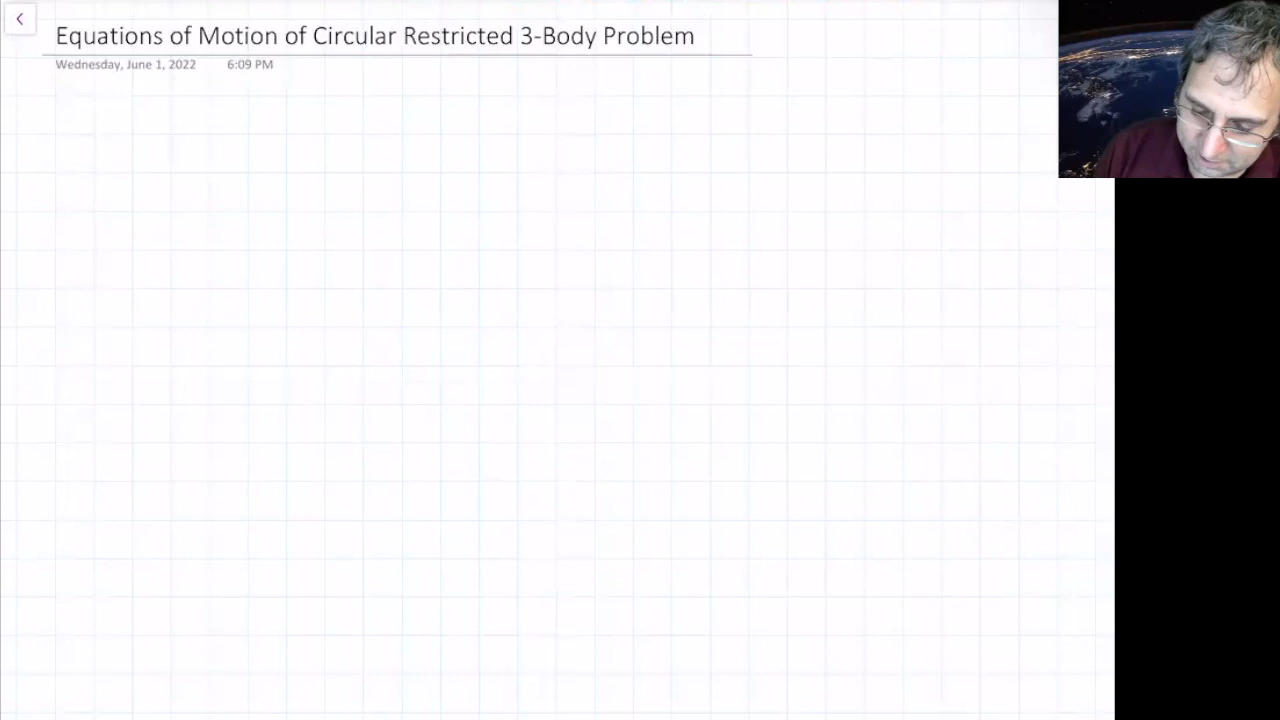 Equations of Motion of Circular Restricted 3-Body Problem
Wednesday, June 1, 2022 6:09 PM